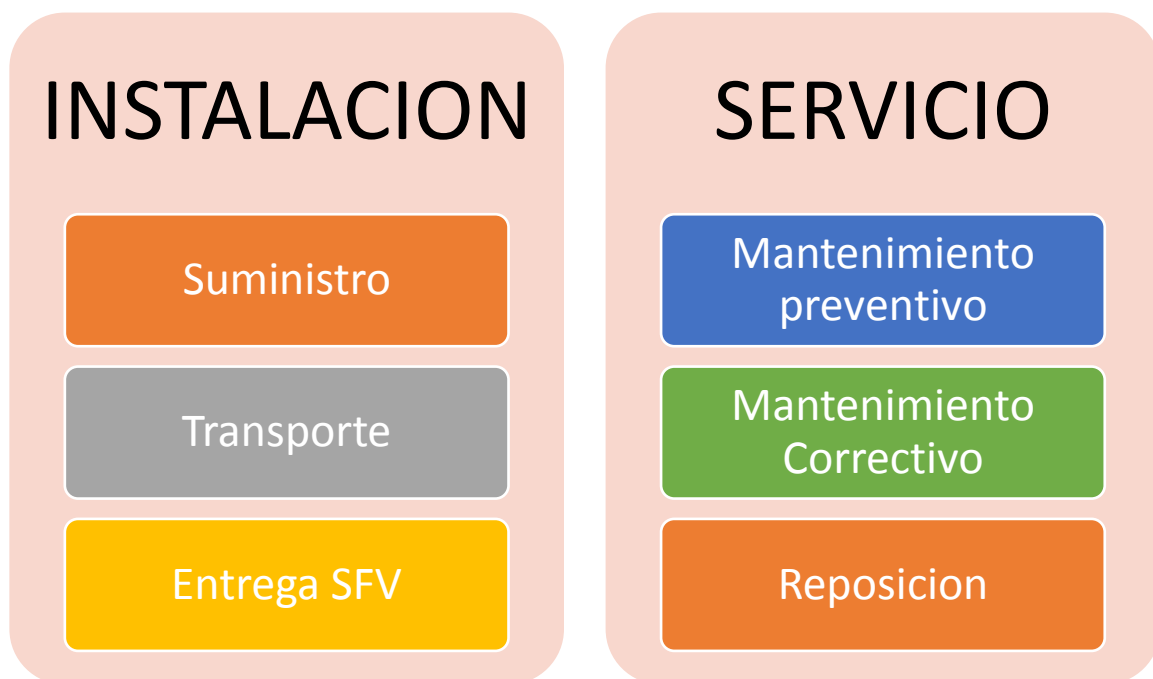 INSTALACION
Suministro
Transporte
Entrega SFV
SERVICIO
Mantenimiento
preventivo
Mantenimiento
Correctivo
Reposicion